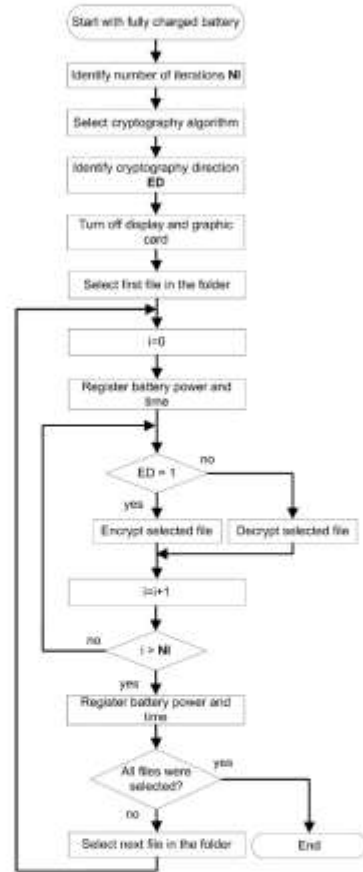 Start with fully charged battery
Identify number of iterations NI
Select cryptography algorithm
Identify cryptography direction
ED
Turn off display and graphic
card
Select first file in the folder
i=0
Register battery power and
time
ED = 1
no
yes
Encrypt selected file
Decrypt selected file
i=i+1
no
i > NI
yes
Register battery power and
time
All files were
selected?
yes
no
Select next file in the folder
End